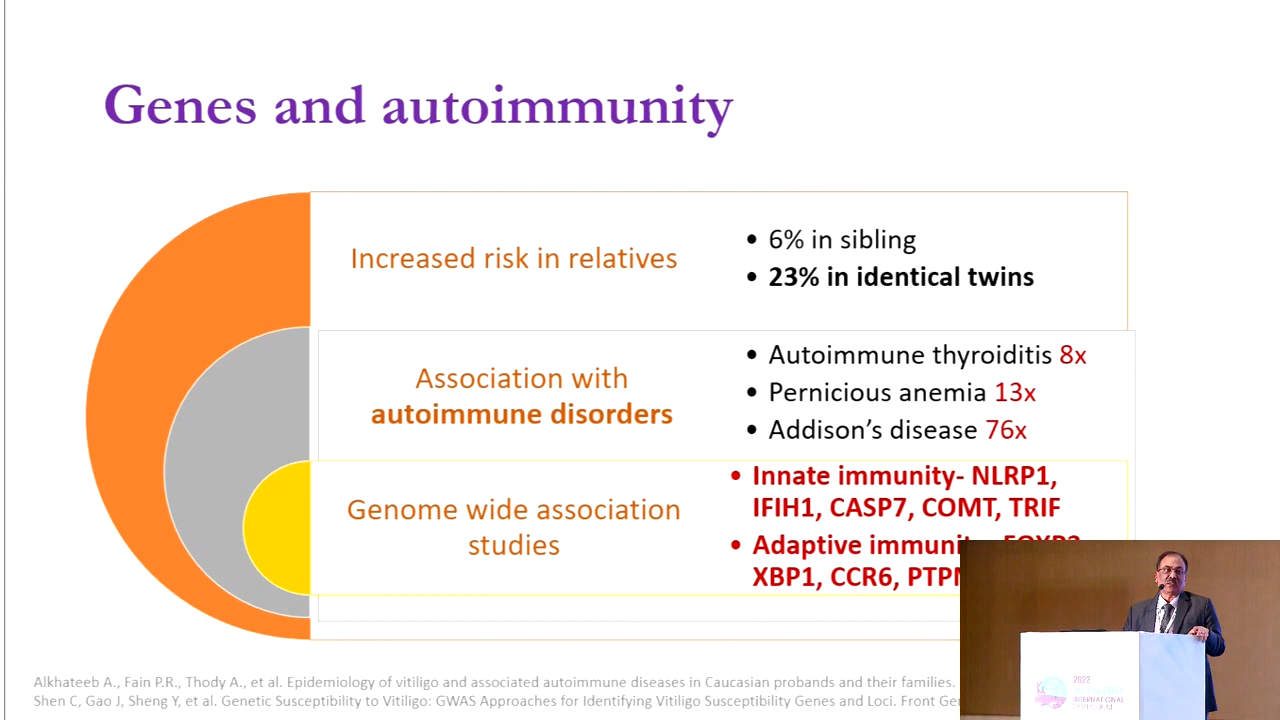 Genes and autoimmunity
Increased risk in relatives
• 6% in sibling
• 23% in identical twins
Association with
autoimmune disorders
• Autoimmune thyroiditis 8x
• Pernicious anemia 13x
• Addison's disease 76x
Genome wide association
studies
• Innate immunity- NLRP1,
IFIH1, CASP7, COMT, TRIF
• Adaptive
XBP1, CCR6,
Alkhateeb A., Fain P.R., Thody A., et al. Epidemiology of vitiligo and associated autoimmune diseases in Caucasian probands and their families.
Shen C, Gao J, Sheng Y, et al. Genetic Susceptibility to Vitiligo: GWAS Approaches for Identifying Vitiligo Susceptibility Genes and Loci. Front
2022
INTERNATIONAL